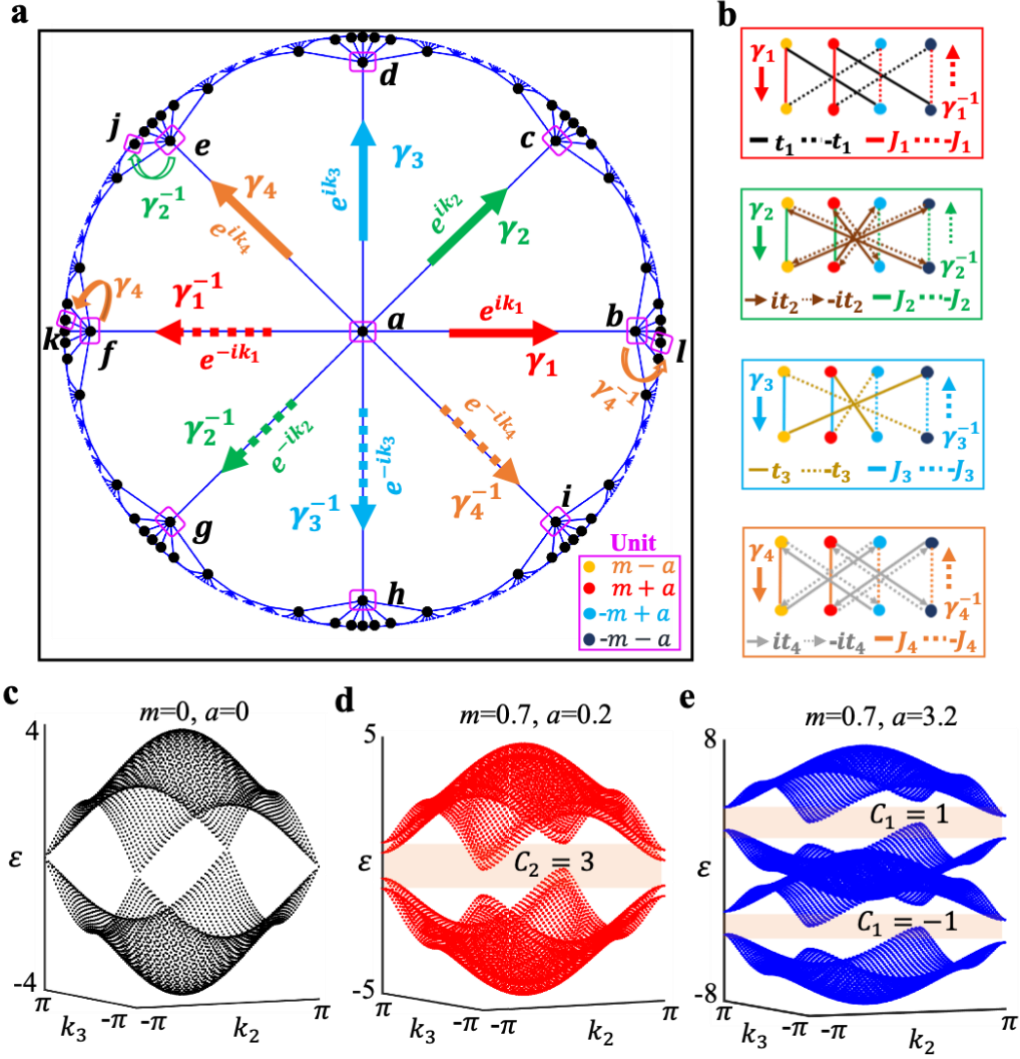 a
d
j
e
c
γ₂⁻¹
γ₄
e^{ik₄}
e^{ik₃}
γ₃
e^{ik₂}
γ₂
γ₄
γ₁⁻¹
a
e^{ik₁}
b
k
f
e^{-ik₁}
γ₁
l
γ₄⁻¹
γ₂⁻¹
e^{-ik₂}
e^{-ik₃}
e^{-ik₄}
γ₃⁻¹
γ₄⁻¹
g
i
h
Unit
m − a
m + a
-m + a
-m − a
b
γ₁
γ₁⁻¹
t₁ -t₁ J₁ -J₁
γ₂
γ₂⁻¹
it₂ -it₂ J₂ -J₂
γ₃
γ₃⁻¹
t₃ -t₃ J₃ -J₃
γ₄
γ₄⁻¹
it₄ -it₄ J₄ -J₄
c
m=0, a=0
4
ε
-4
π
k₃
-π
-π
k₂
π
d
m=0.7, a=0.2
5
ε
C₂ = 3
-5
π
k₃
-π
-π
k₂
π
e
m=0.7, a=3.2
8
C₁ = 1
ε
C₁ = −1
-8
π
k₃
-π
-π
k₂
π